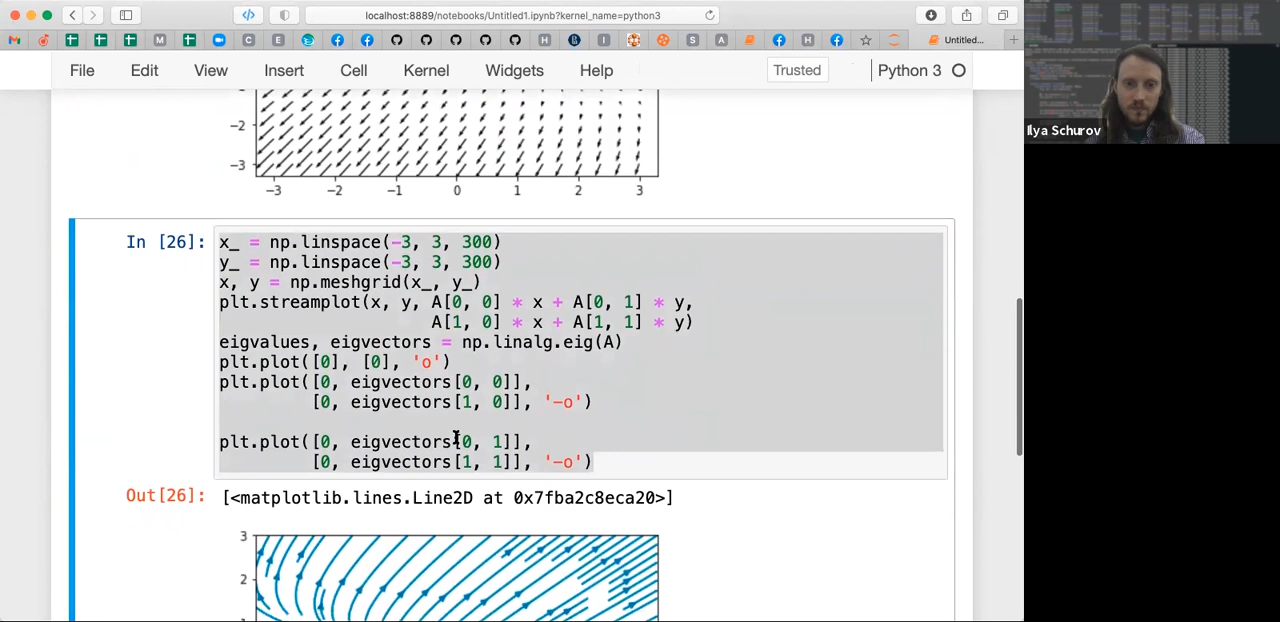 localhost:8889/notebooks/Untitled1.ipynb?kernel_name=python3
Untitled...
File Edit View Insert Cell Kernel Widgets Help Trusted Python 3
Ilya Schurov
−2
−3
−3 −2 −1 0 1 2 3
In [26]: x_ = np.linspace(-3, 3, 300)
y_ = np.linspace(-3, 3, 300)
x, y = np.meshgrid(x_, y_)
plt.streamplot(x, y, A[0, 0] * x + A[0, 1] * y,
A[1, 0] * x + A[1, 1] * y)
eigvalues, eigvectors = np.linalg.eig(A)
plt.plot([0], [0], 'o')
plt.plot([0, eigvectors[0, 0]],
[0, eigvectors[1, 0]], '-o')
plt.plot([0, eigvectors[0, 1]],
[0, eigvectors[1, 1]], '-o')
Out[26]: [<matplotlib.lines.Line2D at 0x7fba2c8eca20>]
3
2